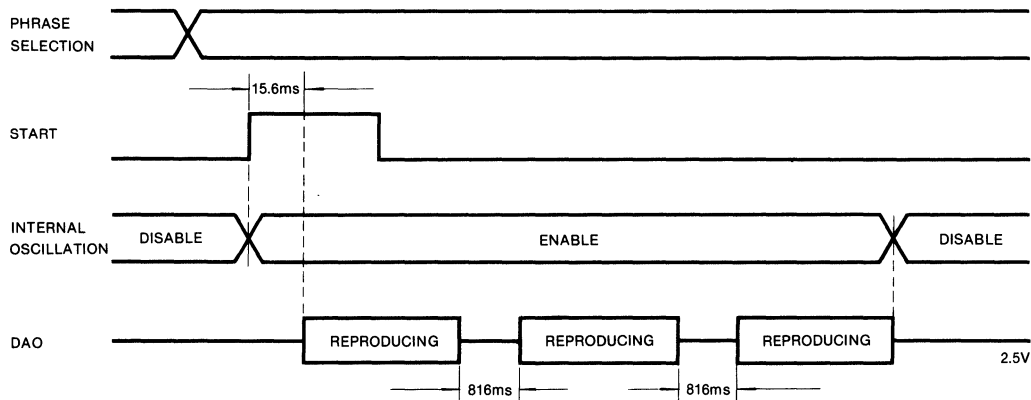 PHRASE
SELECTION
15.6ms
START
INTERNAL
OSCILLATION
DISABLE
ENABLE
DISABLE
DAO
REPRODUCING
REPRODUCING
REPRODUCING
2.5V
816ms
816ms